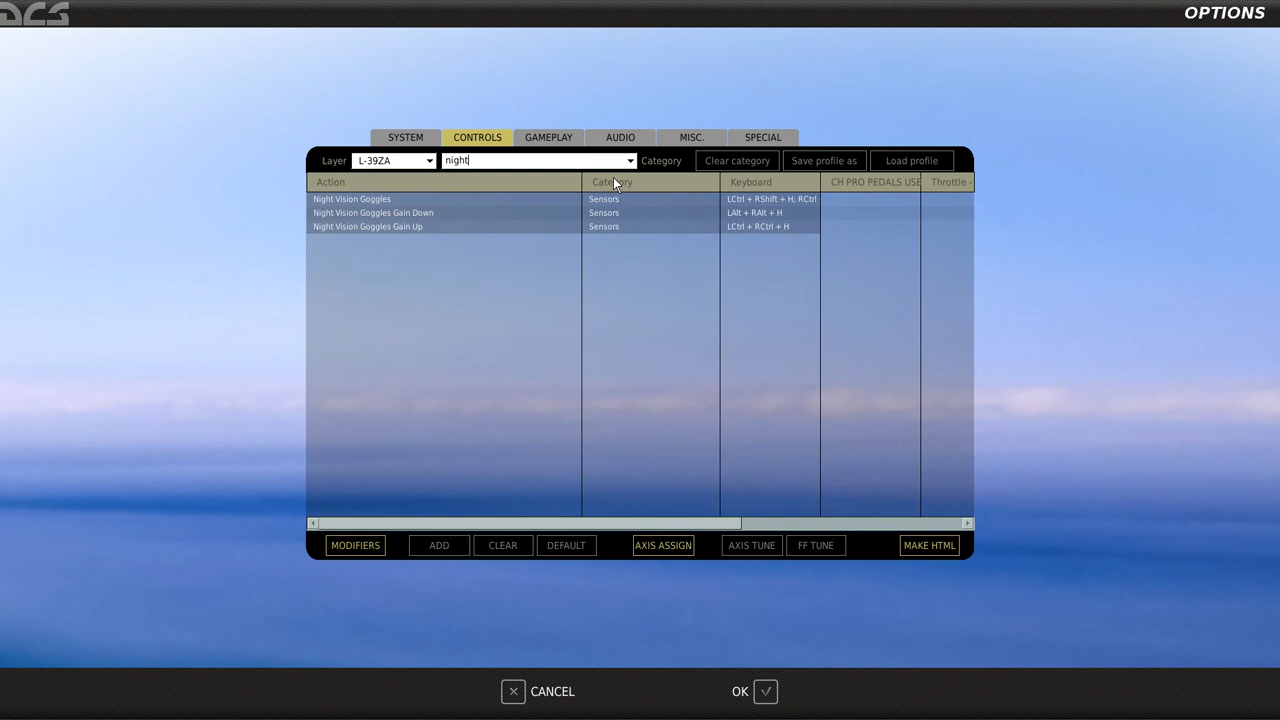 DCS
OPTIONS
SYSTEM CONTROLS GAMEPLAY AUDIO MISC. SPECIAL
Layer L-39ZA night Category Clear category Save profile as Load profile
Action Category Keyboard CH PRO PEDALS USE Throttle -
Night Vision Goggles Sensors LCtrl + RShift + H; RCtrl
Night Vision Goggles Gain Down Sensors LAlt + RAlt + H
Night Vision Goggles Gain Up Sensors LCtrl + RCtrl + H
MODIFIERS ADD CLEAR DEFAULT AXIS ASSIGN AXIS TUNE FF TUNE MAKE HTML
CANCEL OK